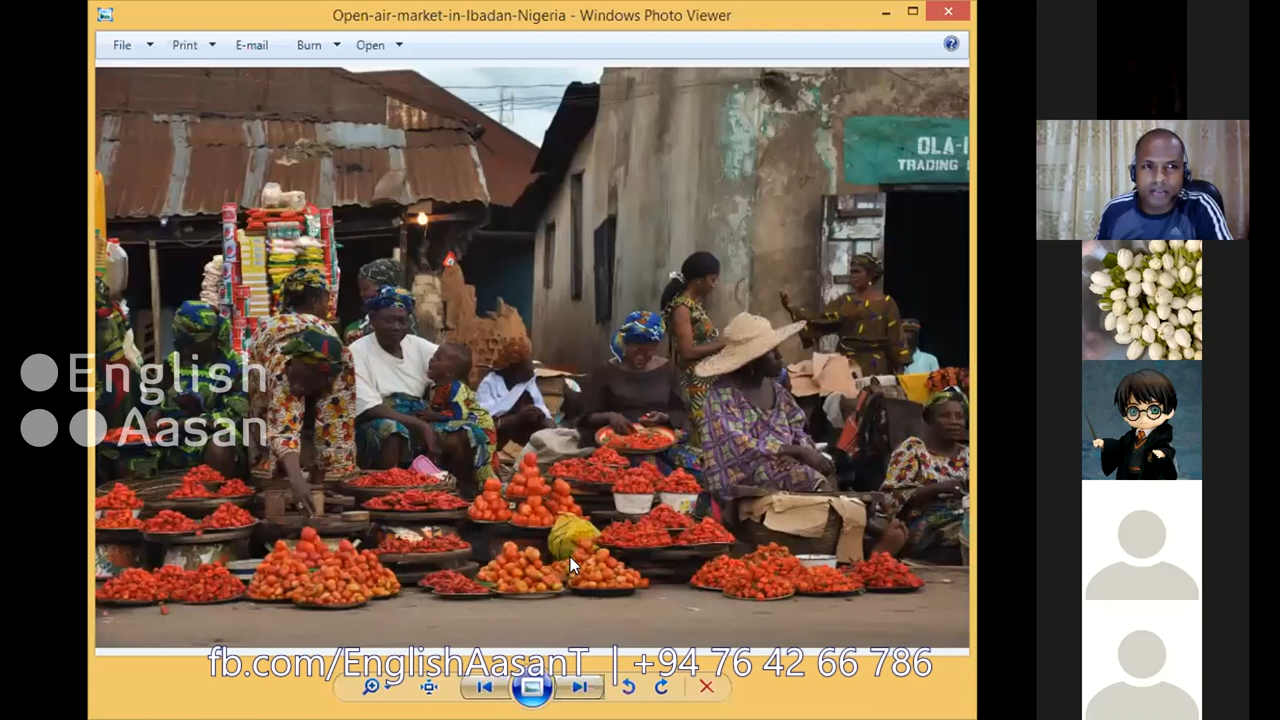 Open-air-market-in-Ibadan-Nigeria - Windows Photo Viewer
File Print E-mail Burn Open
OLA-I
TRADING
English
Aasan
fb.com/EnglishAasanT | +94 76 42 66 786